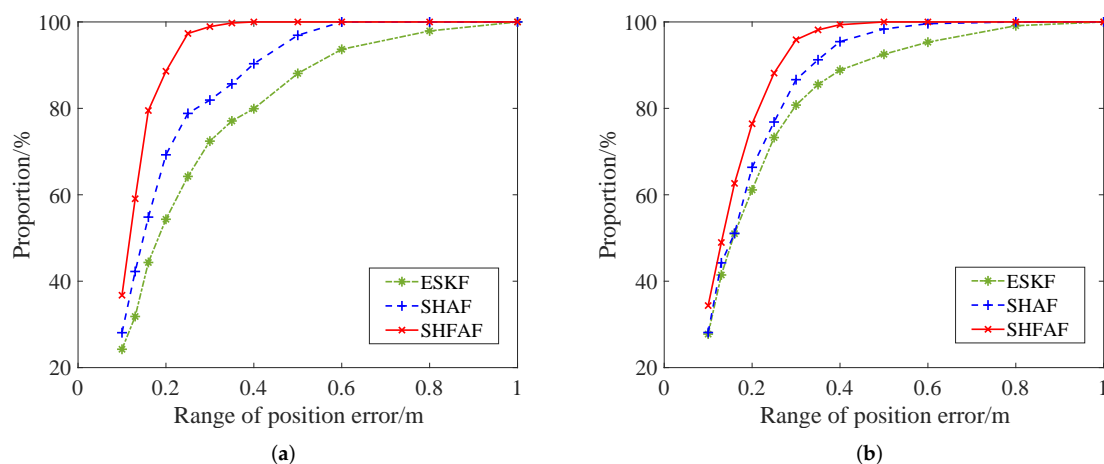 100
80
60
40
20
Proportion/%
0 0.2 0.4 0.6 0.8 1
Range of position error/m
ESKF
SHAF
SHFAF
(a)
100
80
60
40
20
Proportion/%
0 0.2 0.4 0.6 0.8 1
Range of position error/m
ESKF
SHAF
SHFAF
(b)